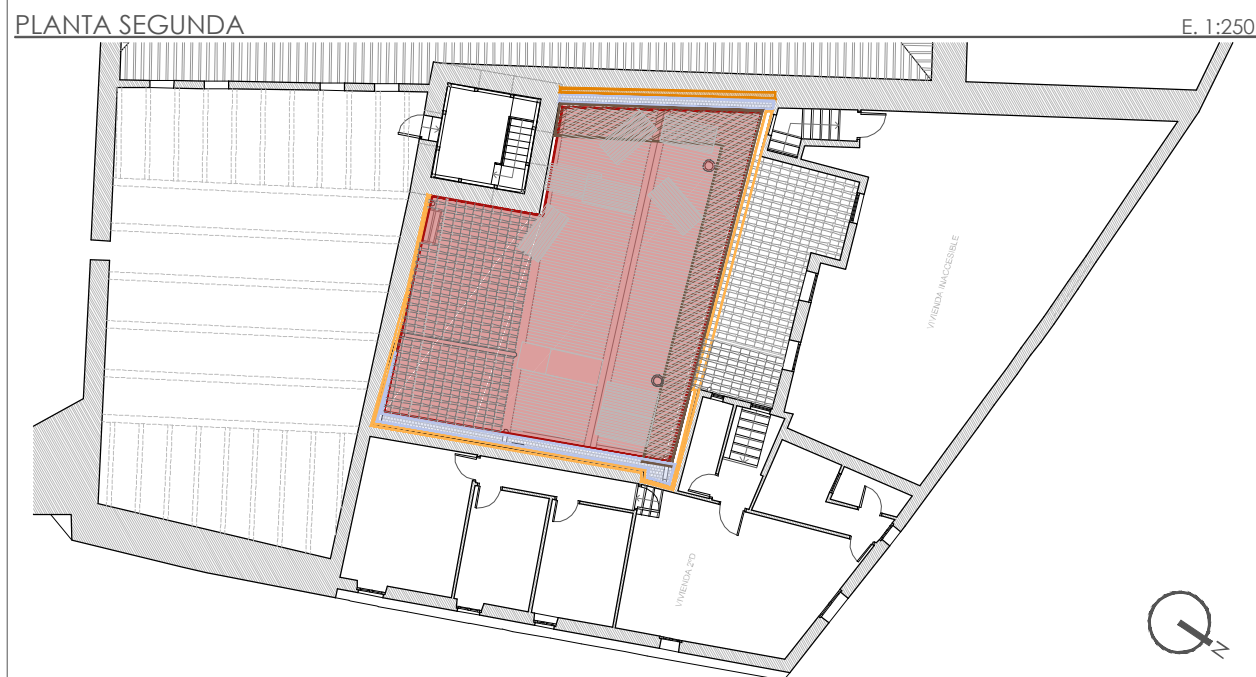 PLANTA SEGUNDA
E. 1:250
VIVIENDA INACCESIBLE
VIVIENDA 2ºD
N